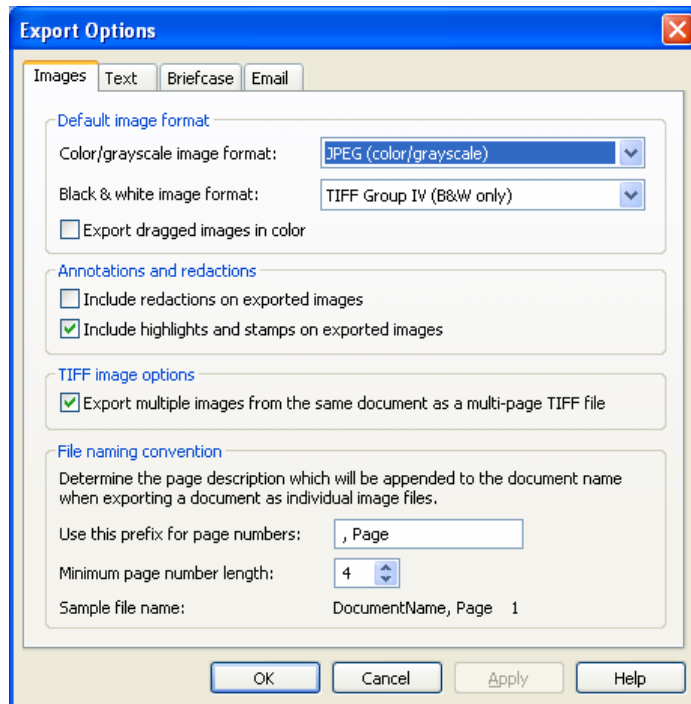 Export Options
Images Text Briefcase Email
Default image format
Color/grayscale image format: JPEG (color/grayscale)
Black & white image format: TIFF Group IV (B&W only)
Export dragged images in color
Annotations and redactions
Include redactions on exported images
Include highlights and stamps on exported images
TIFF image options
Export multiple images from the same document as a multi-page TIFF file
File naming convention
Determine the page description which will be appended to the document name
when exporting a document as individual image files.
Use this prefix for page numbers: , Page
Minimum page number length: 4
Sample file name: DocumentName, Page   1
OK Cancel Apply Help